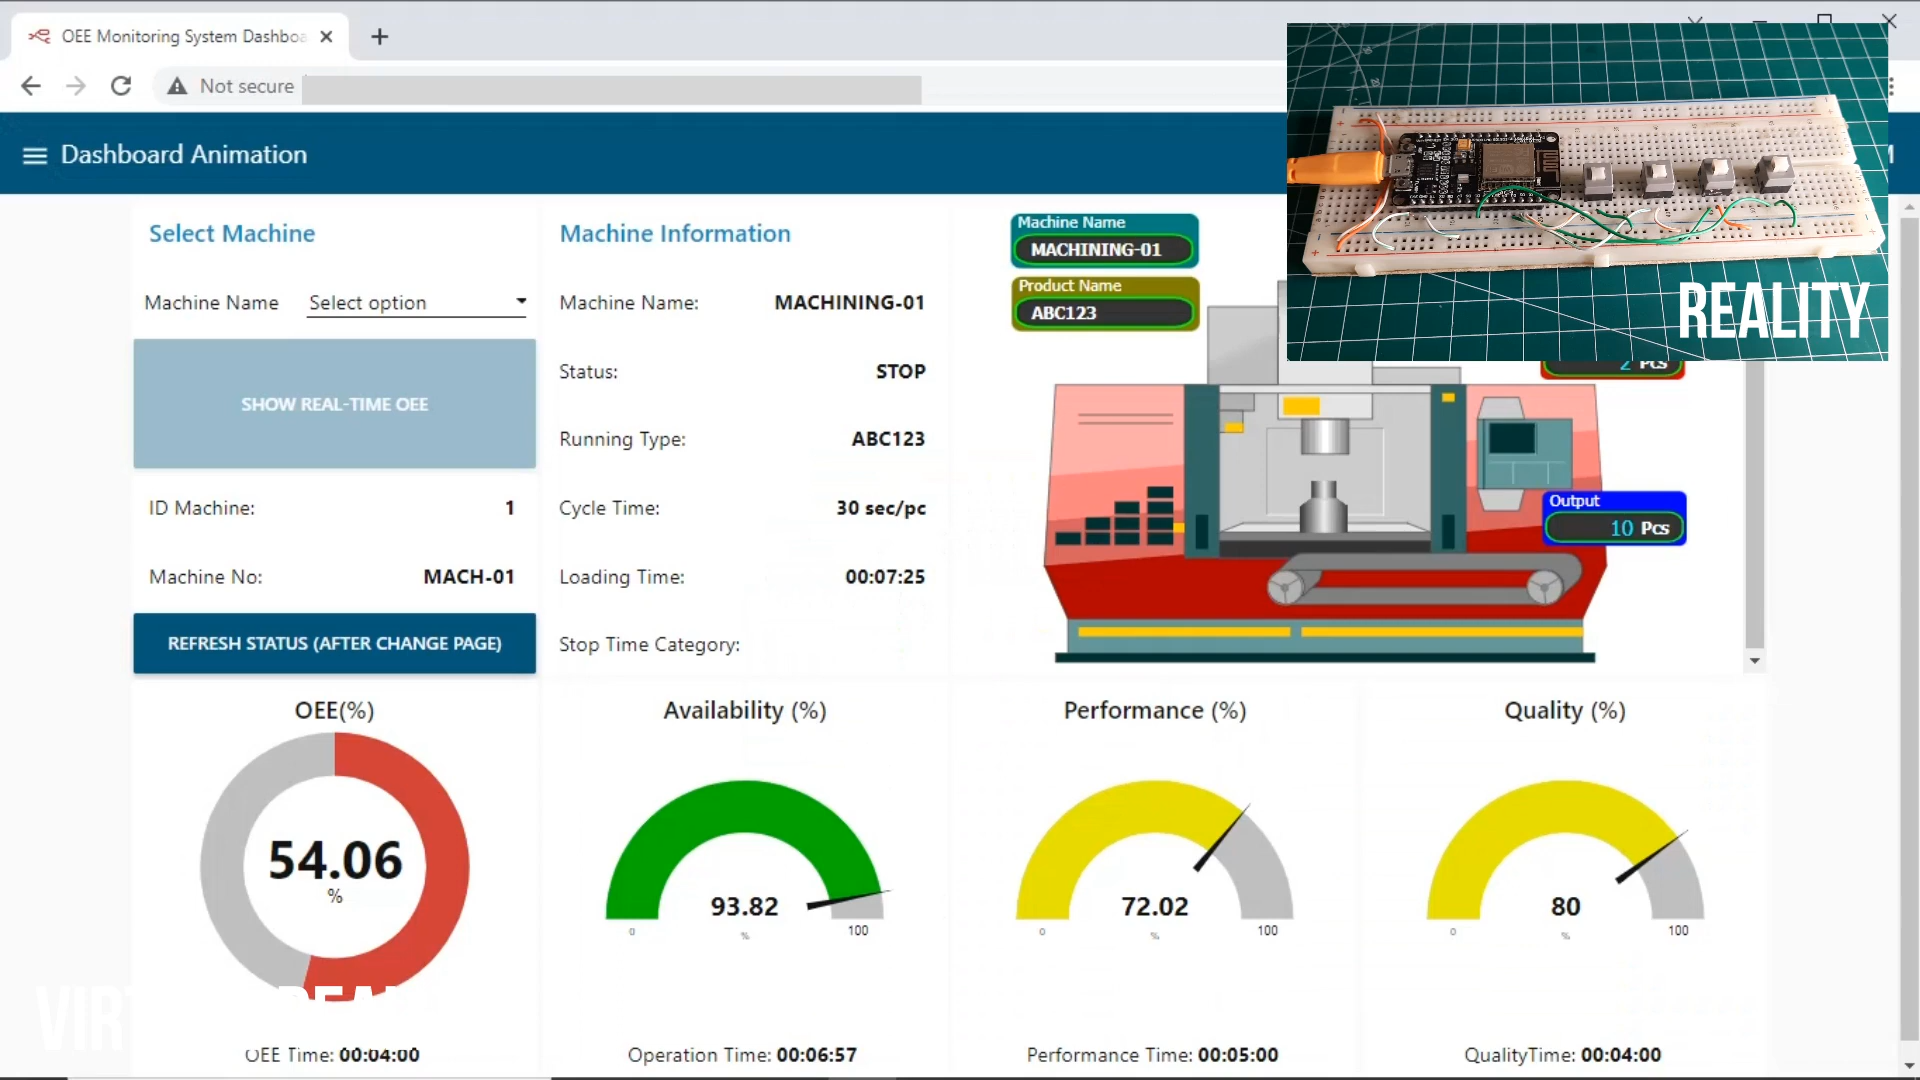 OEE Monitoring System Dashboa
Not secure
Dashboard Animation
Select Machine
Machine Name
Select option
SHOW REAL-TIME OEE
ID Machine:
1
Machine No:
MACH-01
REFRESH STATUS (AFTER CHANGE PAGE)
Machine Information
Machine Name:
MACHINING-01
Status:
STOP
Running Type:
ABC123
Cycle Time:
30 sec/pc
Loading Time:
00:07:25
Stop Time Category:
Machine Name
MACHINING-01
Product Name
ABC123
REALITY
2 Pcs
Output
10 Pcs
OEE(%)
54.06
%
OEE Time: 00:04:00
Availability (%)
93.82
0
%
100
Operation Time: 00:06:57
Performance (%)
72.02
0
%
100
Performance Time: 00:05:00
Quality (%)
80
0
%
100
QualityTime: 00:04:00